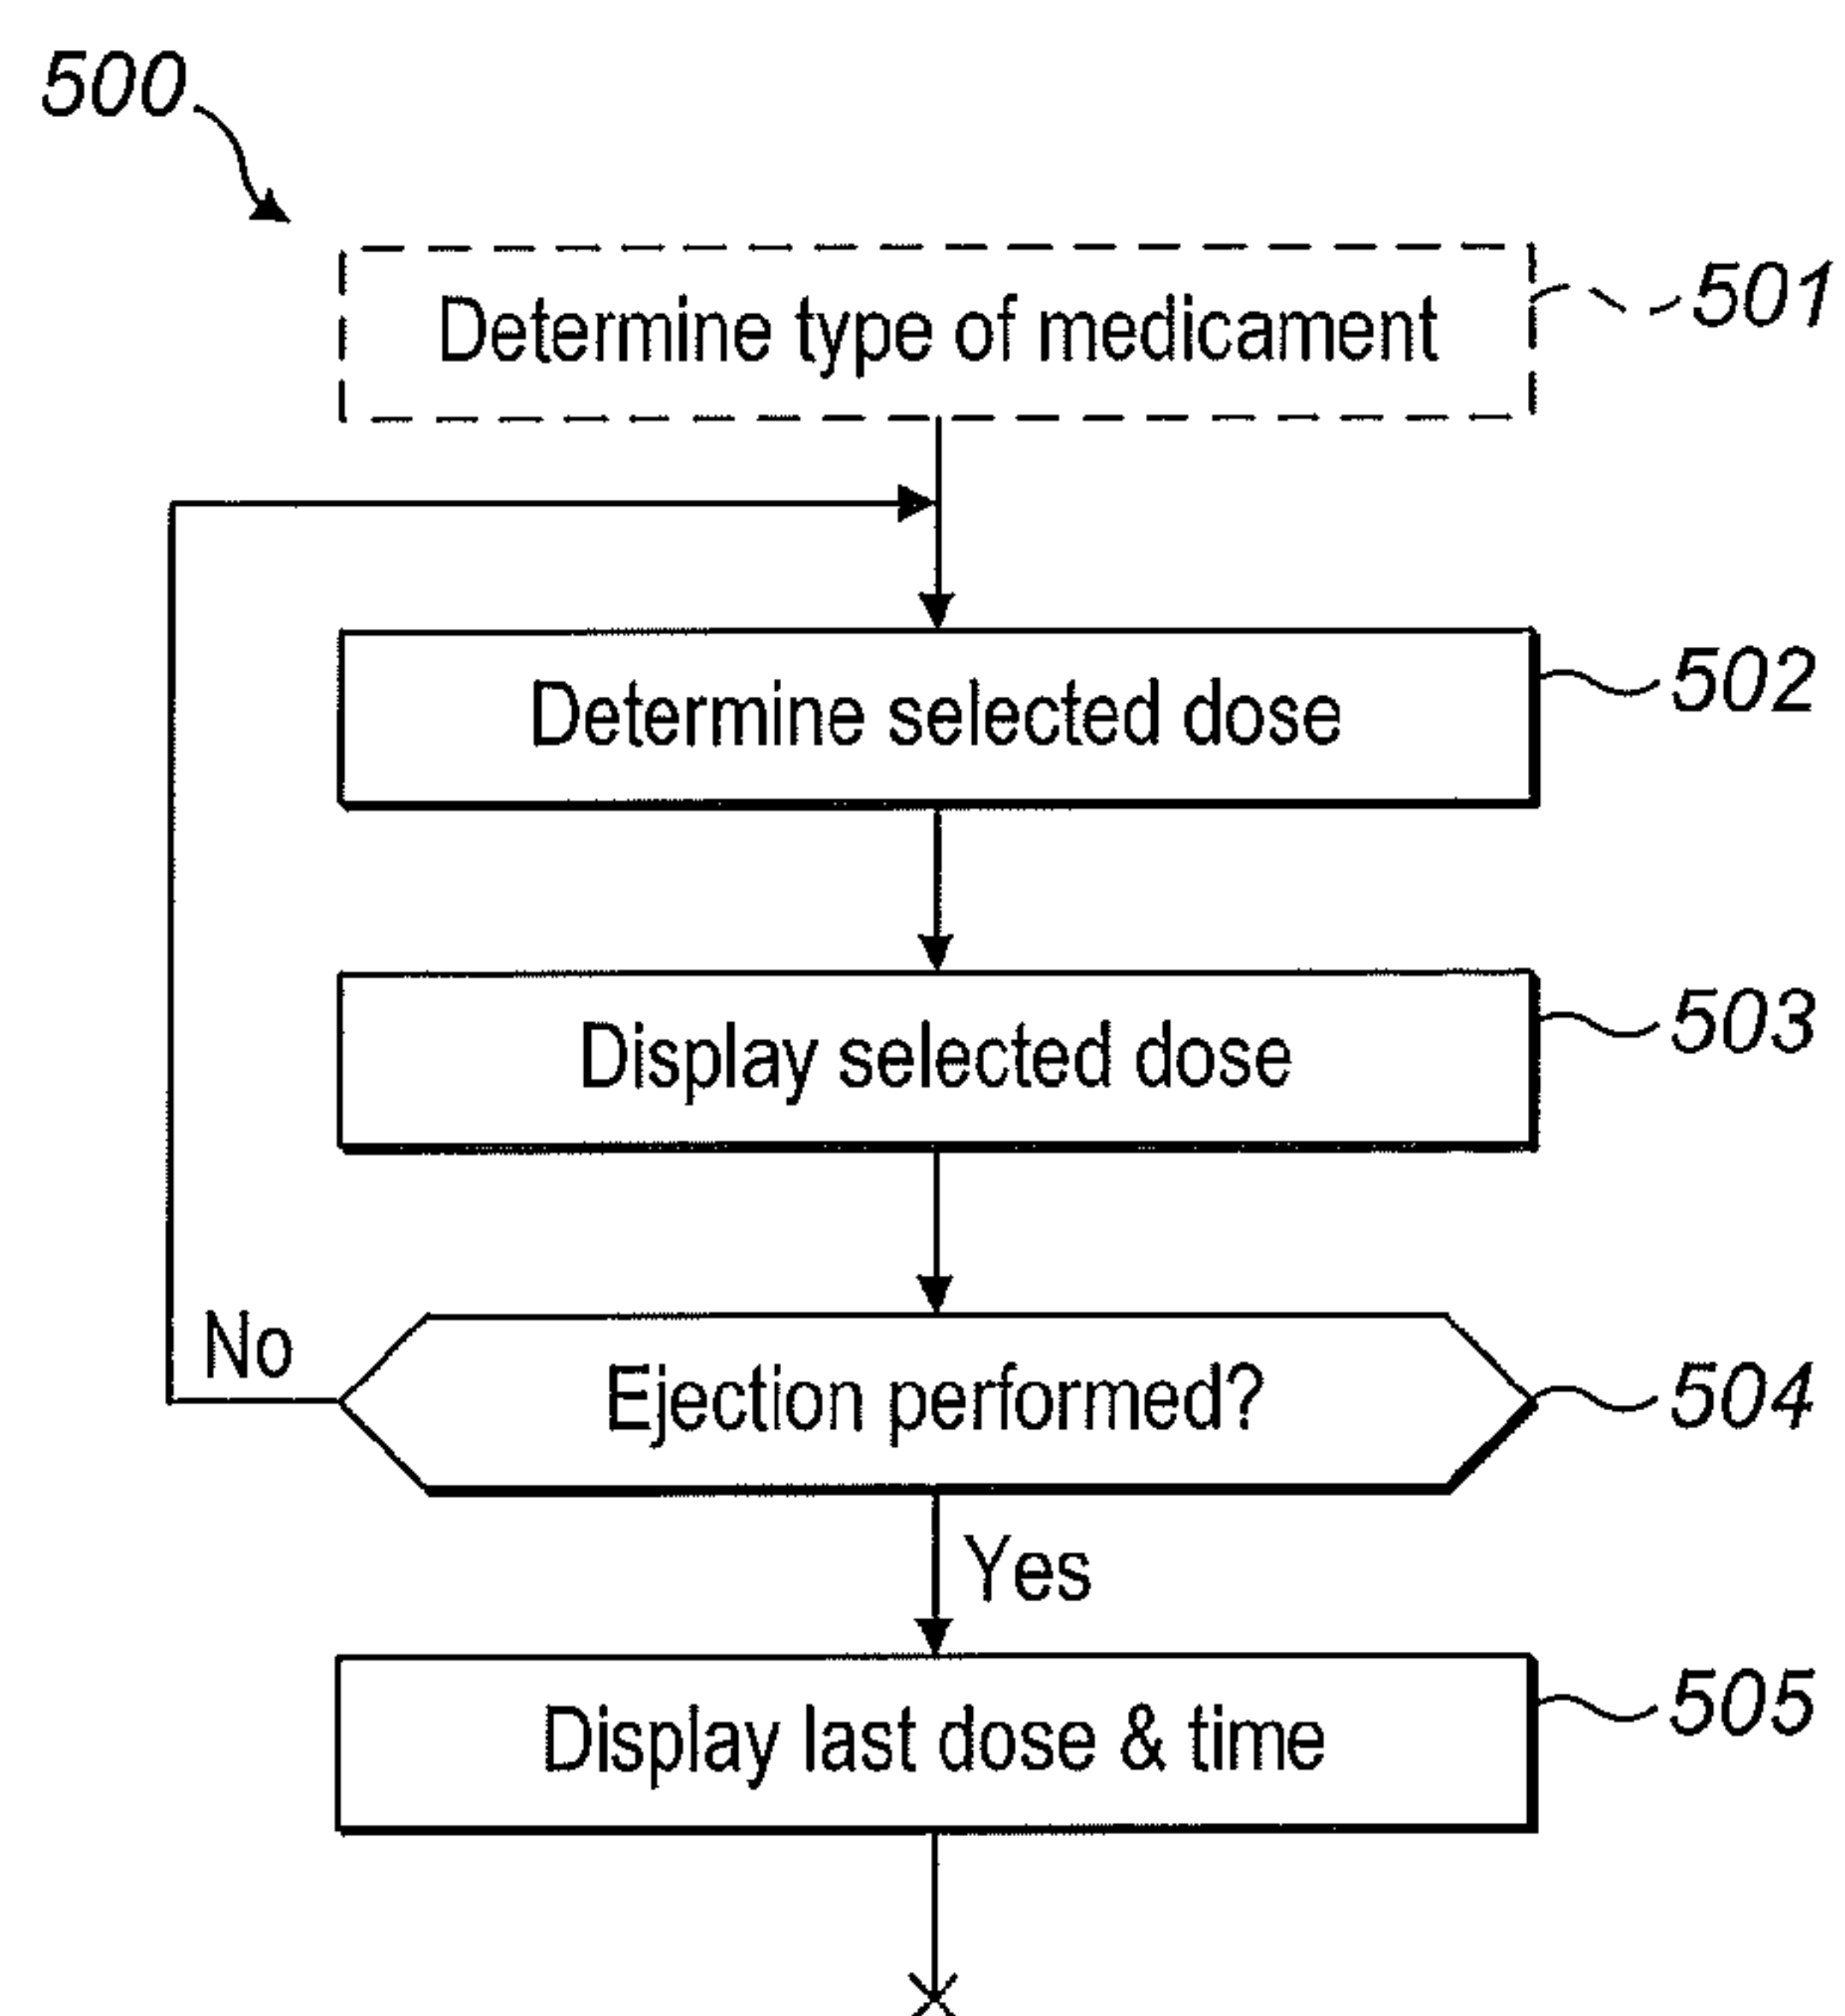 500
Determine type of medicament 501
Determine selected dose 502
Display selected dose 503
No
Ejection performed? 504
Yes
Display last dose & time 505